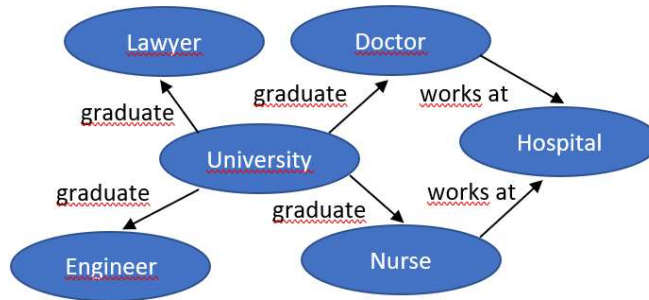 Lawyer
Doctor
graduate
graduate
works at
University
Hospital
graduate
graduate
works at
Engineer
Nurse